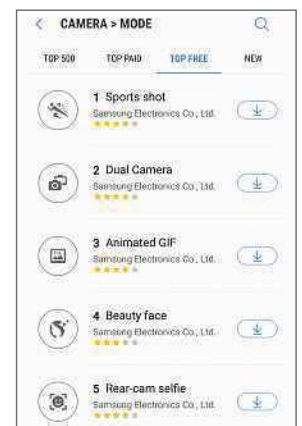 CAMERA > MODE
TOP 500 TOP PAID TOP FREE NEW
1 Sports shot
Samsung Electronics Co., Ltd.
2 Dual Camera
Samsung Electronics Co., Ltd.
3 Animated GIF
Samsung Electronics Co., Ltd.
4 Beauty face
Samsung Electronics Co., Ltd.
5 Rear-cam selfie
Samsung Electronics Co., Ltd.